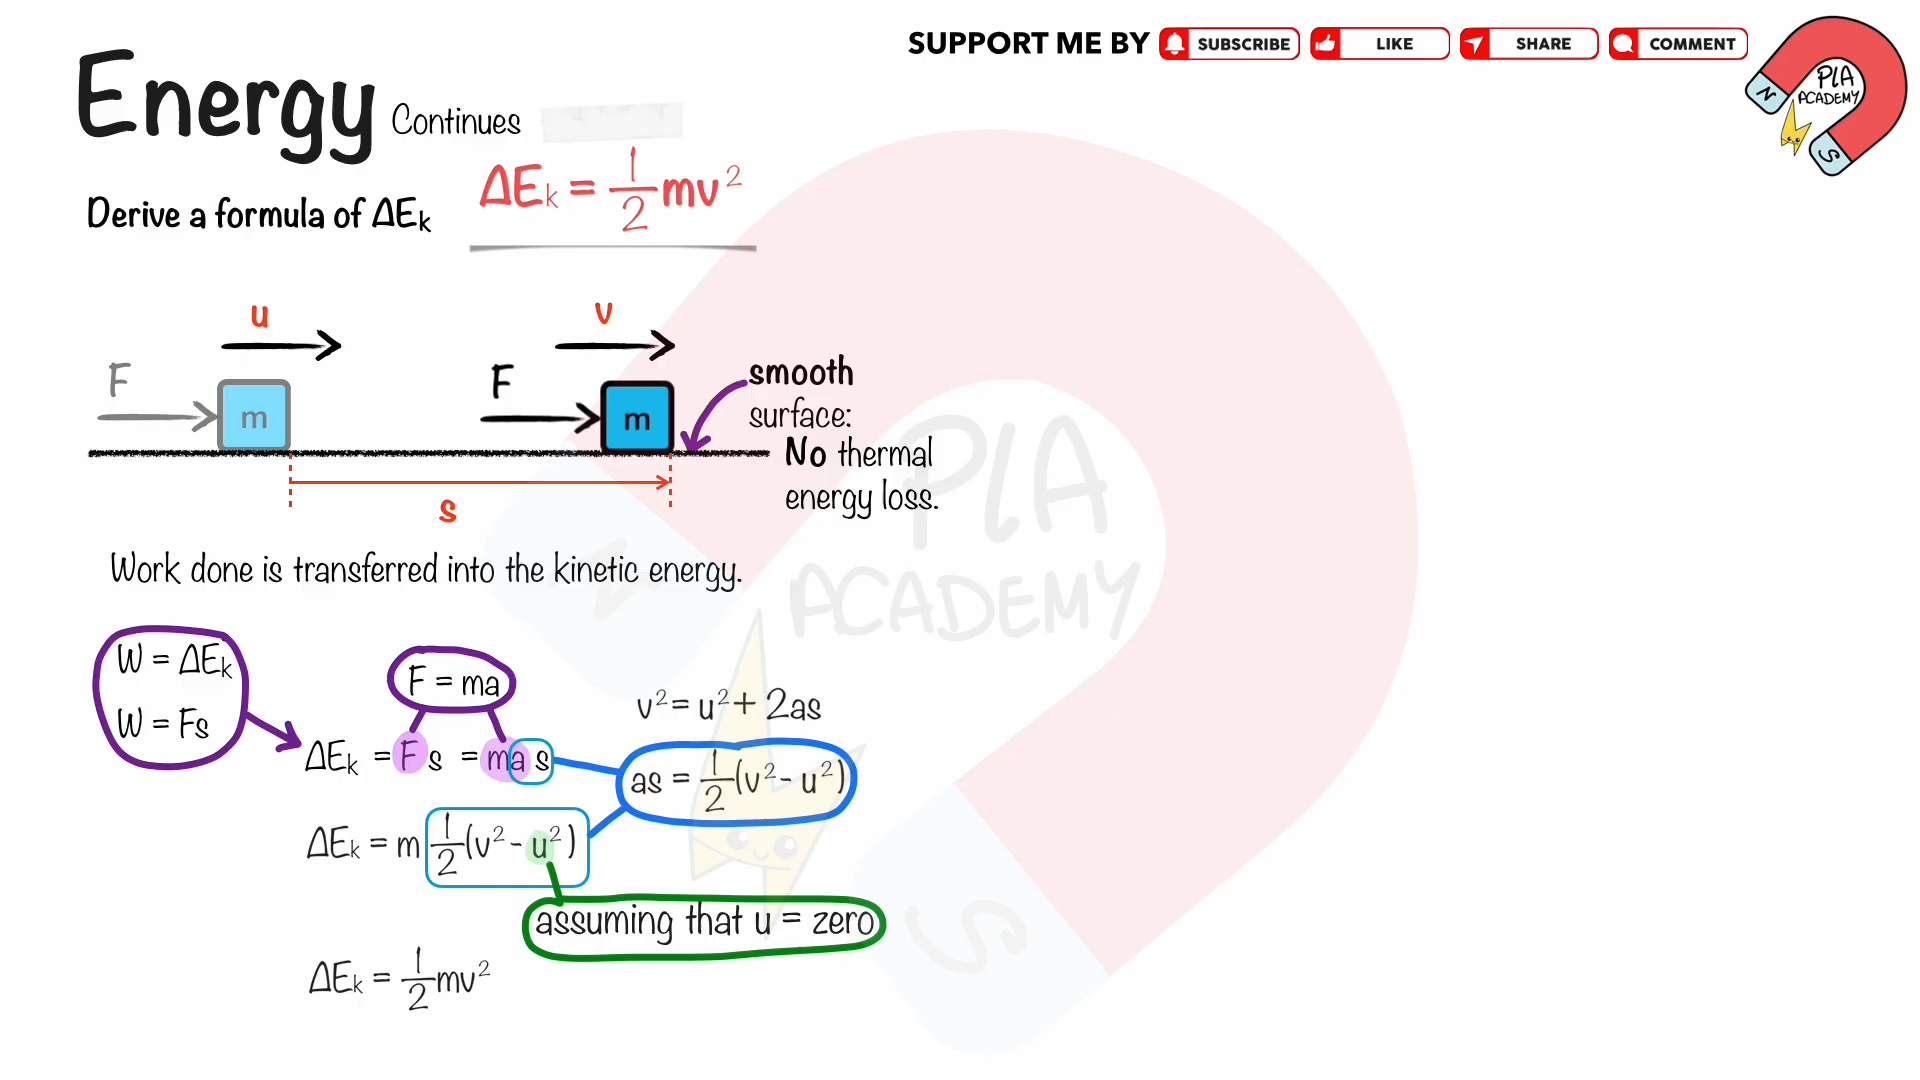 SUPPORT ME BY SUBSCRIBE LIKE SHARE COMMENT
PLA
ACADEMY
N
S
Energy Continues
Derive a formula of ΔEₖ
ΔEₖ = 1/2 mv²
u
v
F
m
F
m
smooth
surface:
No thermal
energy loss.
s
Work done is transferred into the kinetic energy.
W = ΔEₖ
W = Fs
F = ma
ΔEₖ = F s = mas
v² = u² + 2as
as = 1/2 (v² - u²)
ΔEₖ = m 1/2 (v² - u²)
assuming that u = zero
ΔEₖ = 1/2 mv²
PLA
ACADEMY
N
S